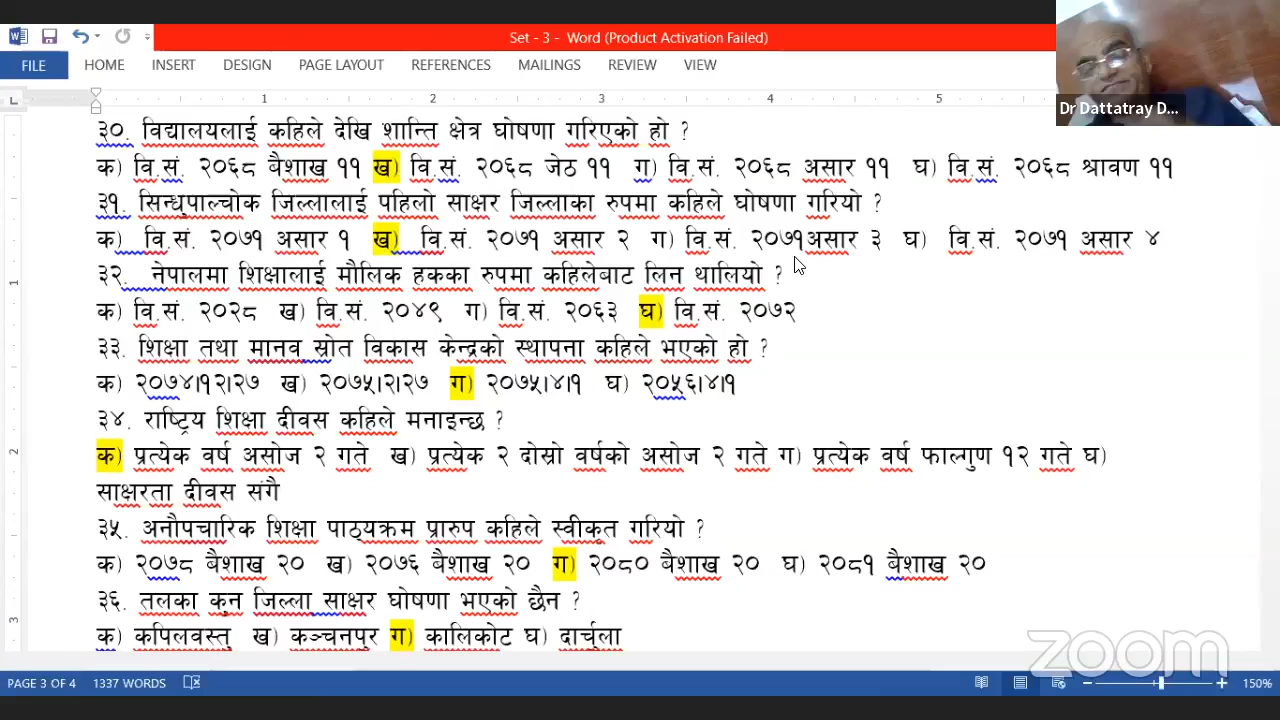 Set - 3 - Word (Product Activation Failed)
FILE HOME INSERT DESIGN PAGE LAYOUT REFERENCES MAILINGS REVIEW VIEW
Dr Dattatray D...
L 1 2 3 4 5
३०. विद्यालयलाई कहिले देखि शान्ति क्षेत्र घोषणा गरिएको हो ?
क) वि.सं. २०६८ बैशाख ११ ख) वि.सं. २०६८ जेठ ११ ग) वि.सं. २०६८ असार ११ घ) वि.सं. २०६८ श्रावण ११
३१. सिन्धुपाल्चोक जिल्लालाई पहिलो साक्षर जिल्लाका रुपमा कहिले घोषणा गरियो ?
क) वि.सं. २०७१ असार १ ख) वि.सं. २०७१ असार २ ग) वि.सं. २०७१असार ३ घ) वि.सं. २०७१ असार ४
३२. नेपालमा शिक्षालाई मौलिक हकका रुपमा कहिलेबाट लिन थालियो ?
क) वि.सं. २०२८ ख) वि.सं. २०४९ ग) वि.सं. २०६३ घ) वि.सं. २०७२
३३. शिक्षा तथा मानव स्रोत विकास केन्द्रको स्थापना कहिले भएको हो ?
क) २०७४।१२।२७ ख) २०७५।२।२७ ग) २०७५।४।१ घ) २०५६।४।१
३४. राष्ट्रिय शिक्षा दीवस कहिले मनाइन्छ ?
क) प्रत्येक वर्ष असोज २ गते ख) प्रत्येक २ दोस्रो वर्षको असोज २ गते ग) प्रत्येक वर्ष फाल्गुण १२ गते घ)
साक्षरता दीवस संगै
३५. अनौपचारिक शिक्षा पाठ्यक्रम प्रारुप कहिले स्वीकृत गरियो ?
क) २०७८ बैशाख २० ख) २०७६ बैशाख २० ग) २०८० बैशाख २० घ) २०८१ बैशाख २०
३६. तलका कुन जिल्ला साक्षर घोषणा भएको छैन ?
क) कपिलवस्तु ख) कञ्चनपुर ग) कालिकोट घ) दार्चुला
zoom
PAGE 3 OF 4 1337 WORDS 150%